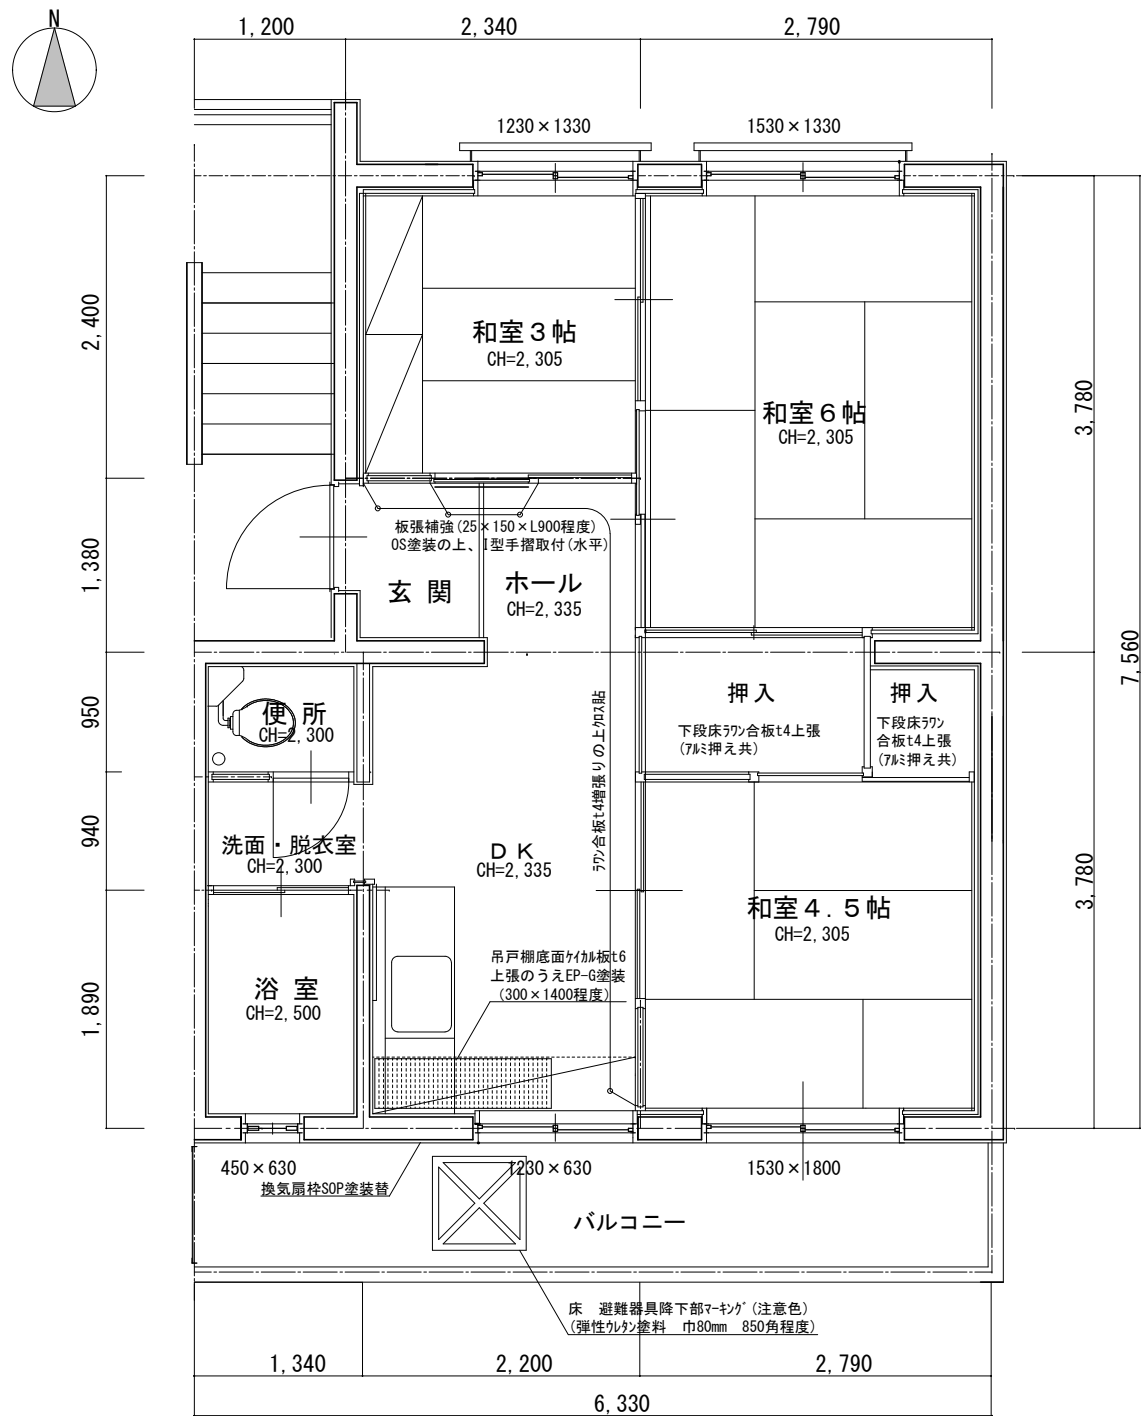 N
1,200
2,340
2,790
1230×1330
1530×1330
2,400
1,380
950
940
1,890
3,780
3,780
7,560
和室3帖
CH=2,305
和室6帖
CH=2,305
板張補強(25×150×L900程度)
OS塗装の上、I型手摺取付(水平)
玄関
ホール
CH=2,335
便所
CH=2,300
押入
下段床ラワン合板t4上張
(アルミ押え共)
押入
下段床ラワン
合板t4上張
(アルミ押え共)
ラワン合板t4増張りの上クロス貼
洗面・脱衣室
CH=2,300
DK
CH=2,335
和室4.5帖
CH=2,305
浴室
CH=2,500
吊戸棚底面ケイカル板t6
上張のうえEP-G塗装
(300×1400程度)
450×630
1230×630
1530×1800
換気扇枠SOP塗装替
バルコニー
床 避難器具降下部マーキング(注意色)
(弾性ウレタン塗料 巾80mm 850角程度)
1,340
2,200
2,790
6,330